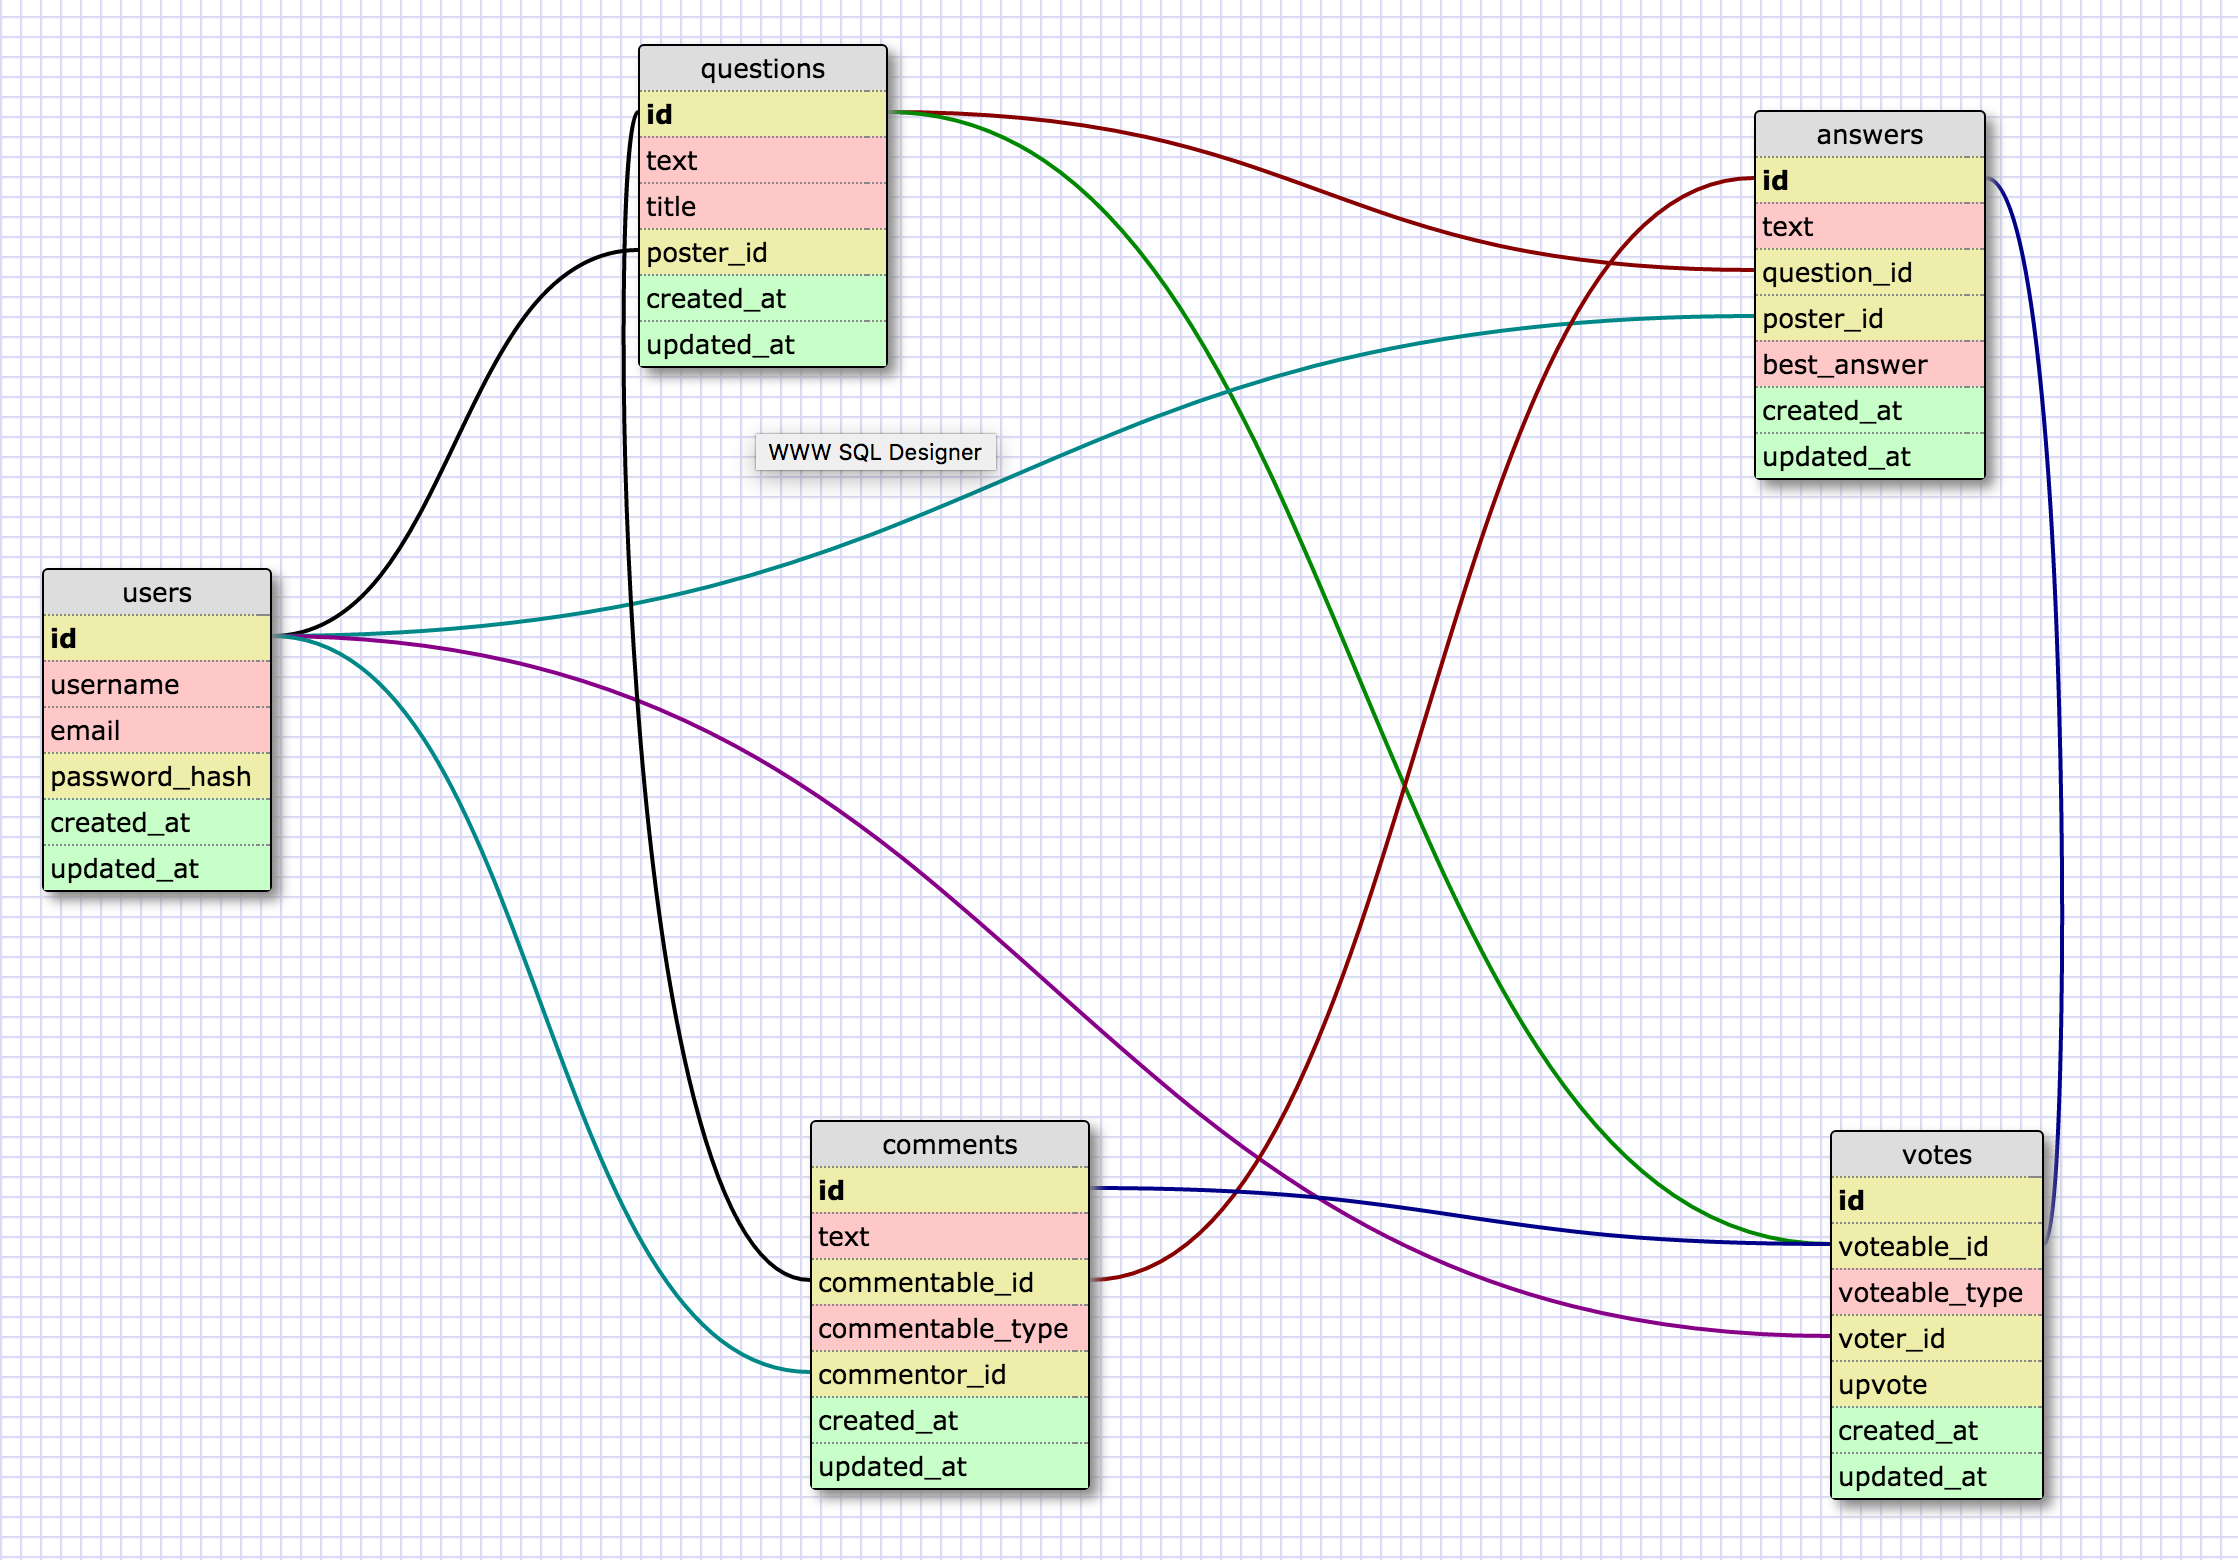 questions
id
text
title
poster_id
created_at
updated_at
answers
id
text
question_id
poster_id
best_answer
created_at
updated_at
WWW SQL Designer
users
id
username
email
password_hash
created_at
updated_at
comments
id
text
commentable_id
commentable_type
commentor_id
created_at
updated_at
votes
id
voteable_id
voteable_type
voter_id
upvote
created_at
updated_at